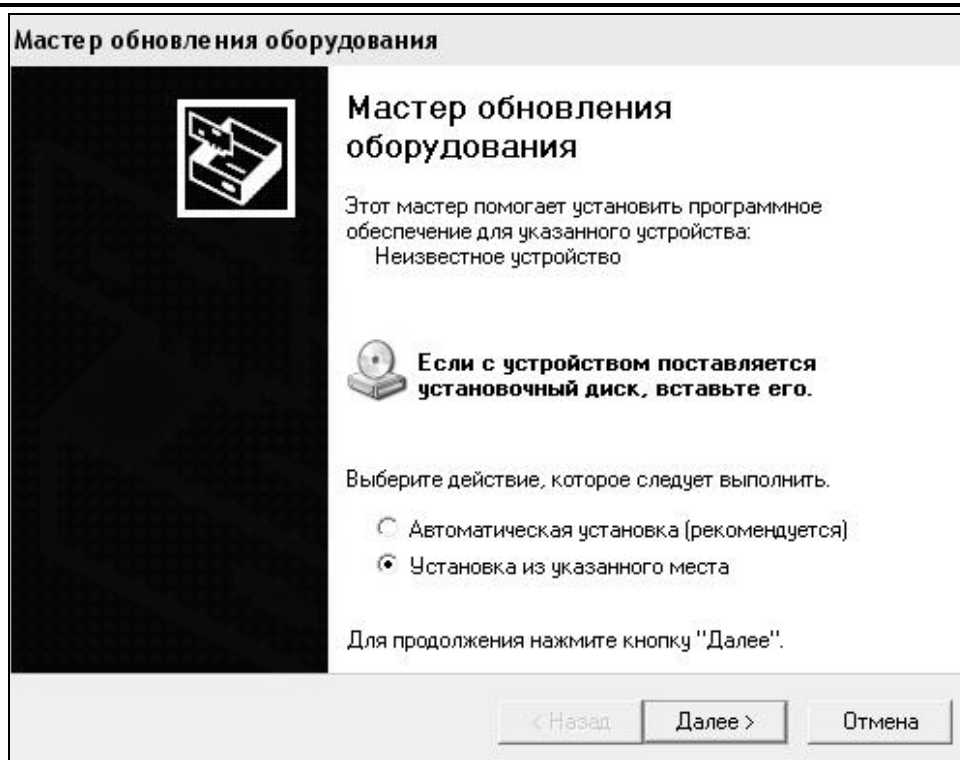 Мастер обновления оборудования
Мастер обновления
оборудования
Этот мастер помогает установить программное
обеспечение для указанного устройства:
Неизвестное устройство
Если с устройством поставляется
установочный диск, вставьте его.
Выберите действие, которое следует выполнить.
Автоматическая установка (рекомендуется)
Установка из указанного места
Для продолжения нажмите кнопку "Далее".
< Назад Далее > Отмена